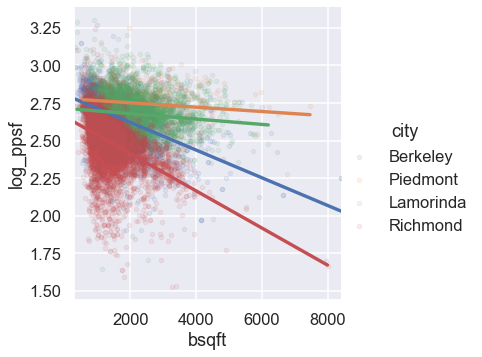 3.25
3.00
2.75
2.50
2.25
2.00
1.75
1.50
log_ppsf
2000
4000
6000
8000
bsqft
city
Berkeley
Piedmont
Lamorinda
Richmond